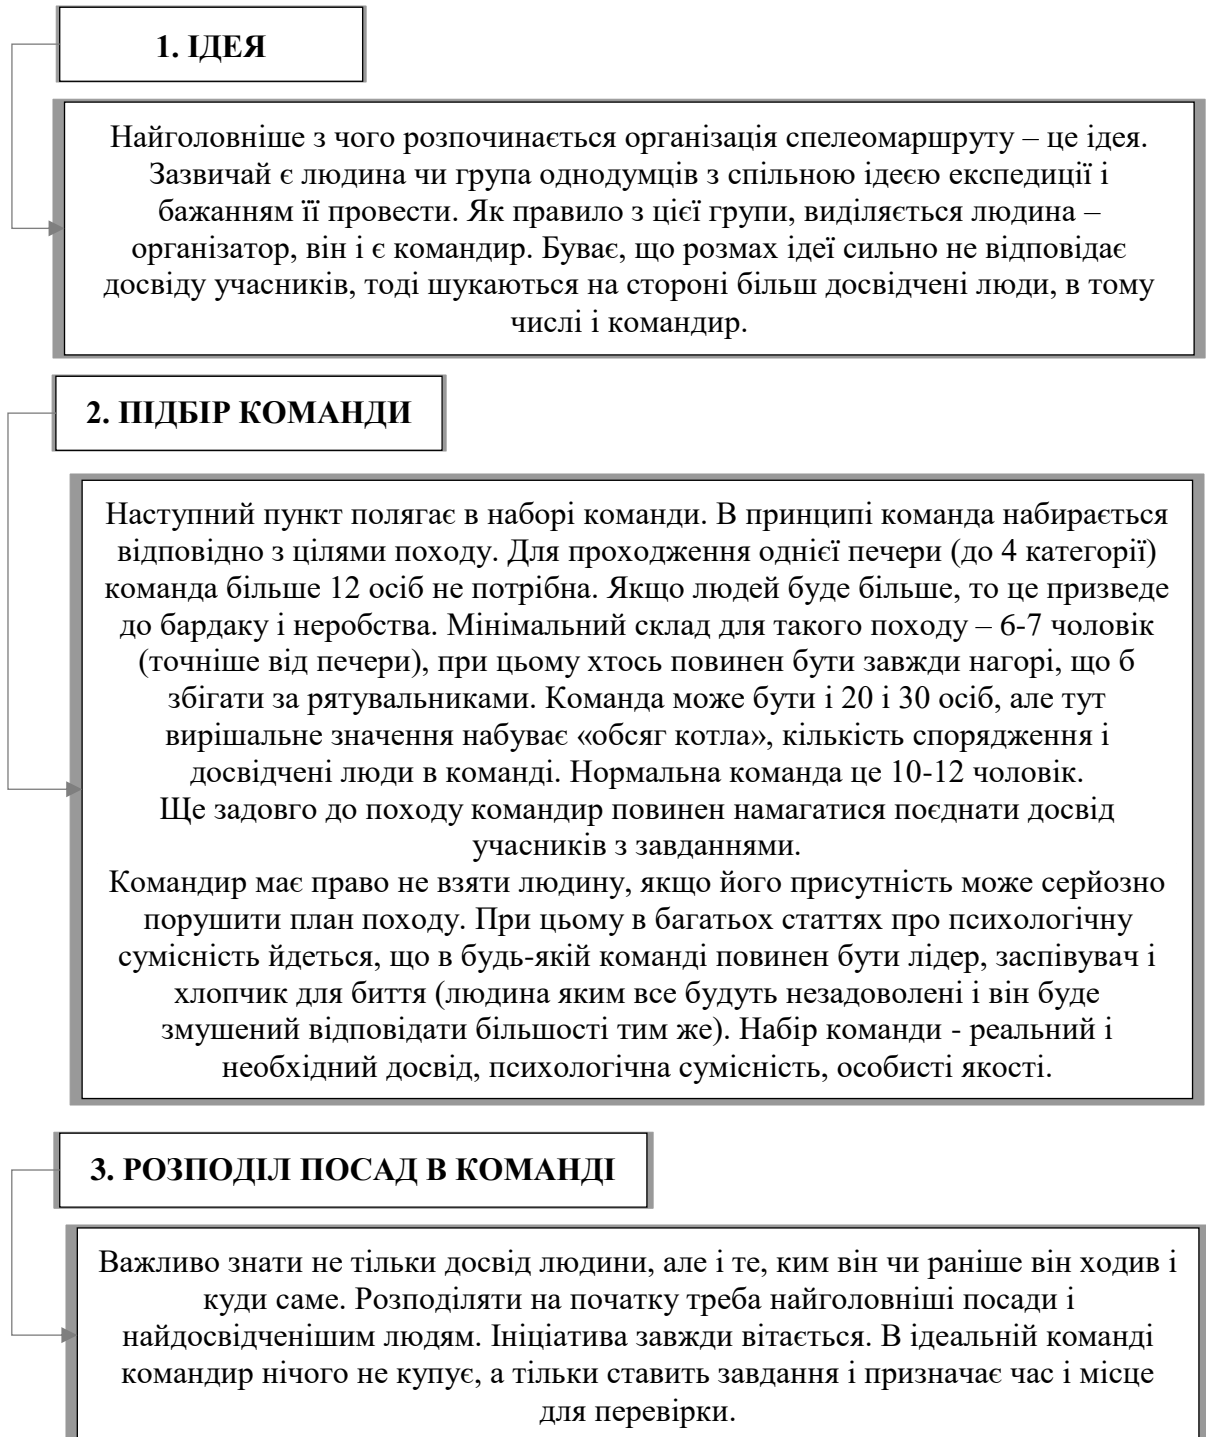 1. ІДЕЯ
Найголовніше з чого розпочинається організація спелеомаршруту – це ідея.
Зазвичай є людина чи група однодумців з спільною ідеєю експедиції і
бажанням її провести. Як правило з цієї групи, виділяється людина –
організатор, він і є командир. Буває, що розмах ідеї сильно не відповідає
досвіду учасників, тоді шукаються на стороні більш досвідчені люди, в тому
числі і командир.
2. ПІДБІР КОМАНДИ
Наступний пункт полягає в наборі команди. В принципі команда набирається
відповідно з цілями походу. Для проходження однієї печери (до 4 категорії)
команда більше 12 осіб не потрібна. Якщо людей буде більше, то це призведе
до бардаку і неробства. Мінімальний склад для такого походу – 6-7 чоловік
(точніше від печери), при цьому хтось повинен бути завжди нагорі, що б
збігати за рятувальниками. Команда може бути і 20 і 30 осіб, але тут
вирішальне значення набуває «обсяг котла», кількість спорядження і
досвідчені люди в команді. Нормальна команда це 10-12 чоловік.
Ще задовго до походу командир повинен намагатися поєднати досвід
учасників з завданнями.
Командир має право не взяти людину, якщо його присутність може серйозно
порушити план походу. При цьому в багатьох статтях про психологічну
сумісність йдеться, що в будь-якій команді повинен бути лідер, заспівувач і
хлопчик для биття (людина яким все будуть незадоволені і він буде
змушений відповідати більшості тим же). Набір команди - реальний і
необхідний досвід, психологічна сумісність, особисті якості.
3. РОЗПОДІЛ ПОСАД В КОМАНДІ
Важливо знати не тільки досвід людини, але і те, ким він чи раніше він ходив і
куди саме. Розподіляти на початку треба найголовніші посади і
найдосвідченішим людям. Ініціатива завжди вітається. В ідеальній команді
командир нічого не купує, а тільки ставить завдання і призначає час і місце
для перевірки.